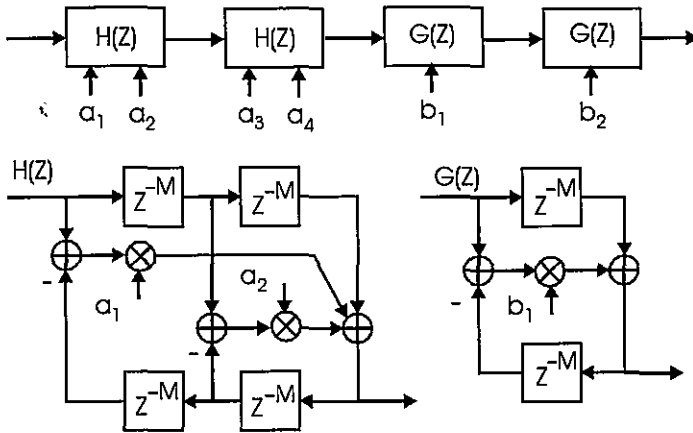 H(Z) H(Z) G(Z) G(Z)
a1 a2 a3 a4 b1 b2
H(Z) Z^-M Z^-M G(Z) Z^-M
- a1 a2 - b1
-
Z^-M Z^-M Z^-M